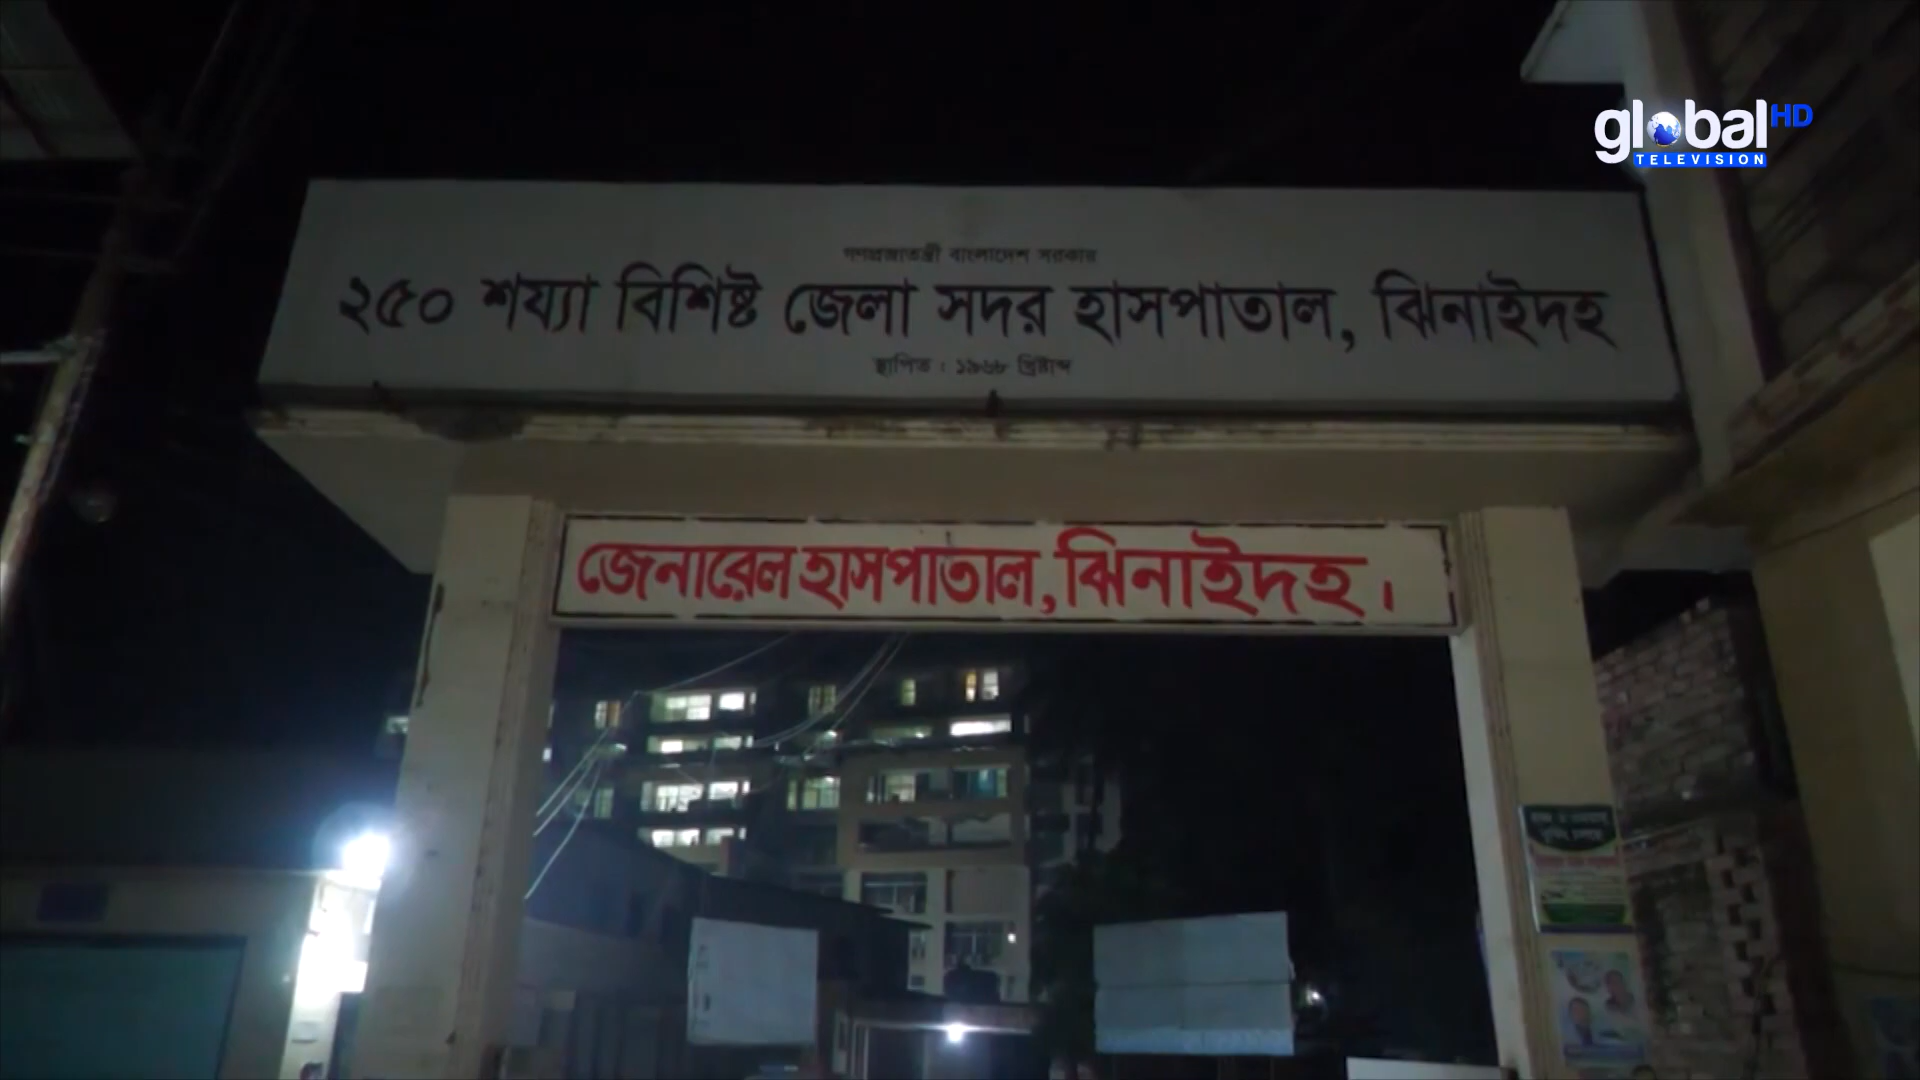 global HD
TELEVISION
গণপ্রজাতন্ত্রী বাংলাদেশ সরকার
২৫০ শয্যা বিশিষ্ট জেলা সদর হাসপাতাল, ঝিনাইদহ
স্থাপিত : ১৯৬৮ খ্রিষ্টাব্দ
জেনারেল হাসপাতাল, ঝিনাইদহ।